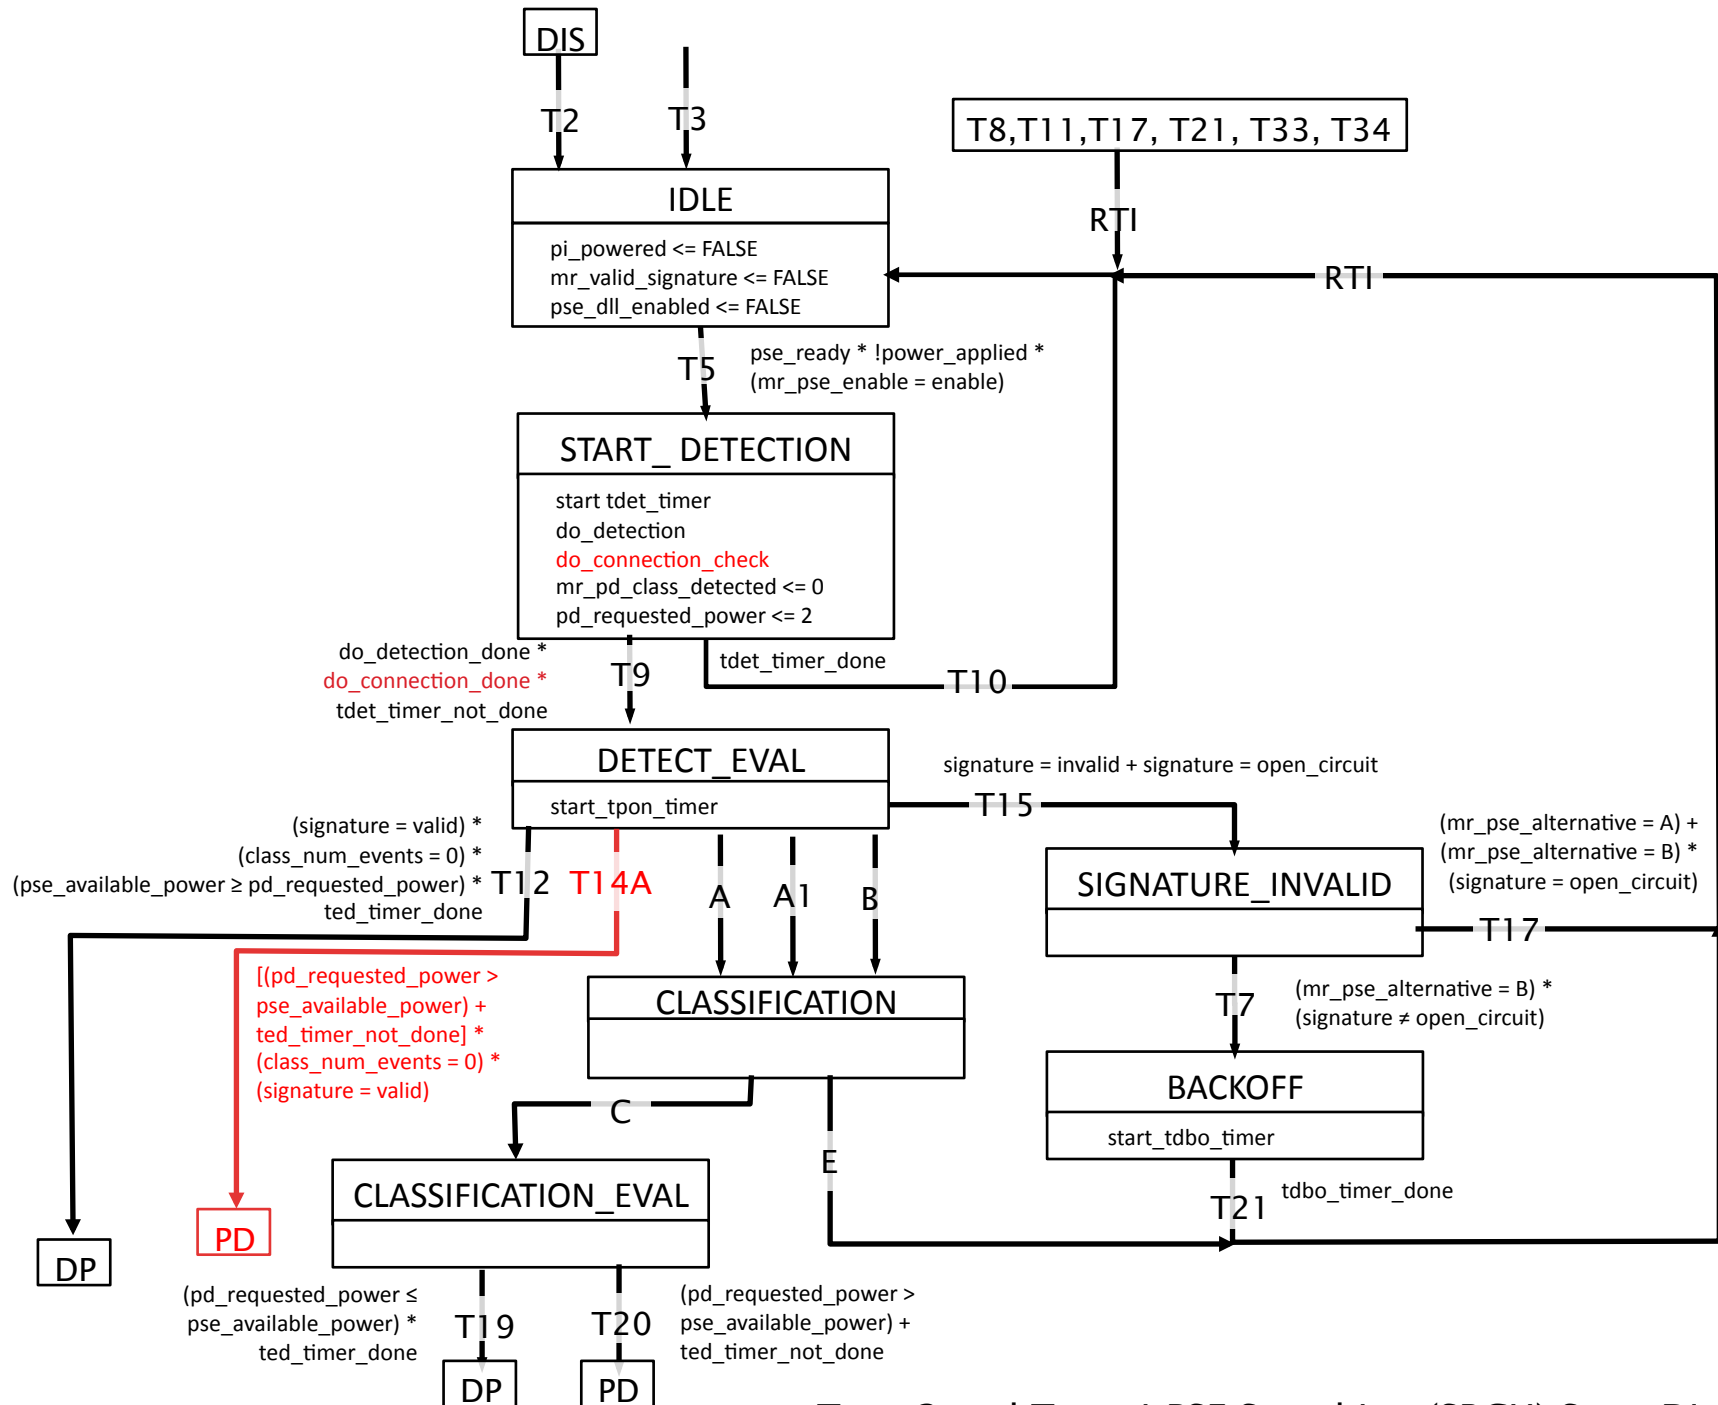 DIS
T2
T3
T8,T11,T17, T21, T33, T34
RTI
IDLE
pi_powered <= FALSE
mr_valid_signature <= FALSE
pse_dll_enabled <= FALSE
RTI
T5
pse_ready * !power_applied *
(mr_pse_enable = enable)
START_ DETECTION
start tdet_timer
do_detection
do_connection_check
mr_pd_class_detected <= 0
pd_requested_power <= 2
do_detection_done *
do_connection_done *
tdet_timer_not_done
T9
tdet_timer_done
T10
DETECT_EVAL
start_tpon_timer
signature = invalid + signature = open_circuit
T15
(signature = valid) *
(class_num_events = 0) *
(pse_available_power ≥ pd_requested_power) *
ted_timer_done
T12
T14A
A
A1
B
(mr_pse_alternative = A) +
(mr_pse_alternative = B) *
(signature = open_circuit)
SIGNATURE_INVALID
T17
[(pd_requested_power >
pse_available_power) +
ted_timer_not_done] *
(class_num_events = 0) *
(signature = valid)
CLASSIFICATION
T7
(mr_pse_alternative = B) *
(signature ≠ open_circuit)
BACKOFF
start_tdbo_timer
C
E
CLASSIFICATION_EVAL
T21
tdbo_timer_done
PD
DP
(pd_requested_power ≤
pse_available_power) *
ted_timer_done
T19
T20
(pd_requested_power >
pse_available_power) +
ted_timer_not_done
DP
PD